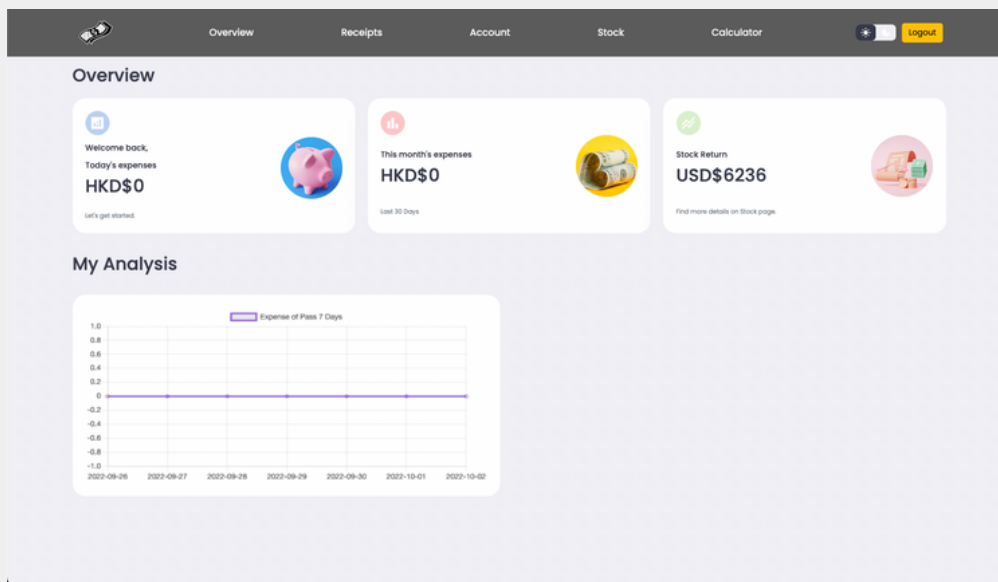 Overview Receipts Account Stock Calculator Logout
Overview
Welcome back,
Today's expenses
HKD$0
Let's get started.
This month's expenses
HKD$0
Last 30 Days
Stock Return
USD$6236
Find more details on Stock page.
My Analysis
Expense of Pass 7 Days
1.0
0.8
0.6
0.4
0.2
0
-0.2
-0.4
-0.6
-0.8
-1.0
2022-09-26 2022-09-27 2022-09-28 2022-09-29 2022-09-30 2022-10-01 2022-10-02